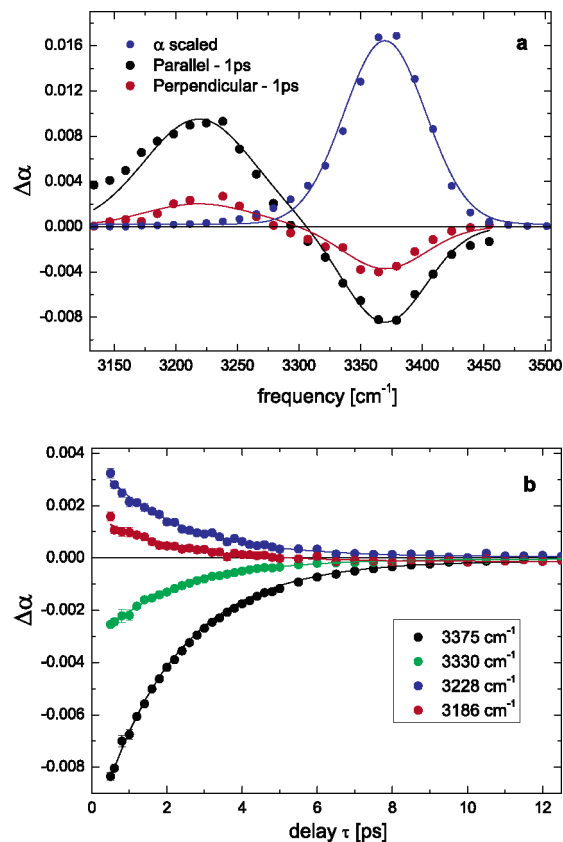 0.016
0.012
0.008
0.004
0.000
-0.004
-0.008
Δα
α scaled
Parallel - 1ps
Perpendicular - 1ps
a
3150 3200 3250 3300 3350 3400 3450 3500
frequency [cm⁻¹]
0.004
0.002
0.000
-0.002
-0.004
-0.006
-0.008
Δα
b
3375 cm⁻¹
3330 cm⁻¹
3228 cm⁻¹
3186 cm⁻¹
0 2 4 6 8 10 12
delay τ [ps]